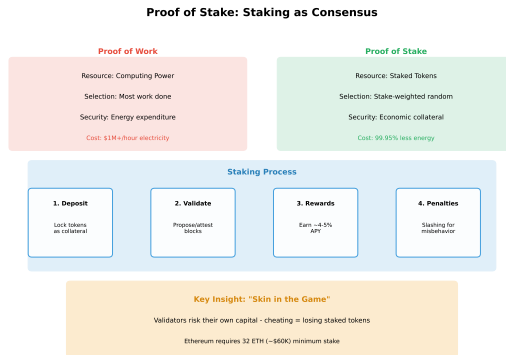 Proof of Stake: Staking as Consensus
Proof of Work
Resource: Computing Power
Selection: Most work done
Security: Energy expenditure
Cost: $1M+/hour electricity
Proof of Stake
Resource: Staked Tokens
Selection: Stake-weighted random
Security: Economic collateral
Cost: 99.95% less energy
Staking Process
1. Deposit
Lock tokens
as collateral
2. Validate
Propose/attest
blocks
3. Rewards
Earn ~4-5%
APY
4. Penalties
Slashing for
misbehavior
Key Insight: "Skin in the Game"
Validators risk their own capital - cheating = losing staked tokens
Ethereum requires 32 ETH (~$60K) minimum stake